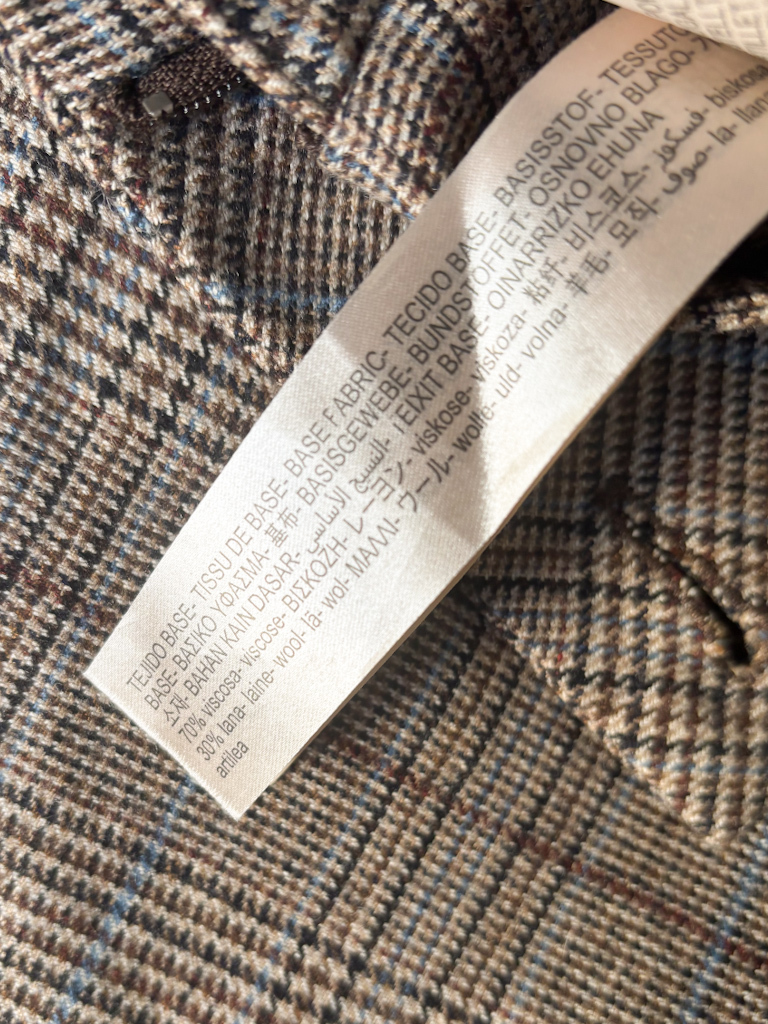 TEJIDO BASE- TISSU DE BASE- BASE FABRIC- TECIDO BASE- BASISSTOF- TESSUTO
BASE- ΒΑΣΙΚΟ ΥΦΑΣΜΑ- 基布- BASISGEWEBE- BUNDSTOFFET- OSNOVNO BLAGO-
소재- BAHAN KAIN DASAR- النسيج الأساسي- TEIXIT BASE- OINARRIZKO EHUNA
70% viscosa- viscose- ΒΙΣΚΟΖΗ- レーヨン- viskose- viskoza- 粘纤- 비스코스- فسكوز- biskosa
30% lana- laine- wool- lã- wol- ΜΑΛΛΙ- ウール- wolle- uld- volna- 羊毛- 모직- صوف- la- llana
artilea